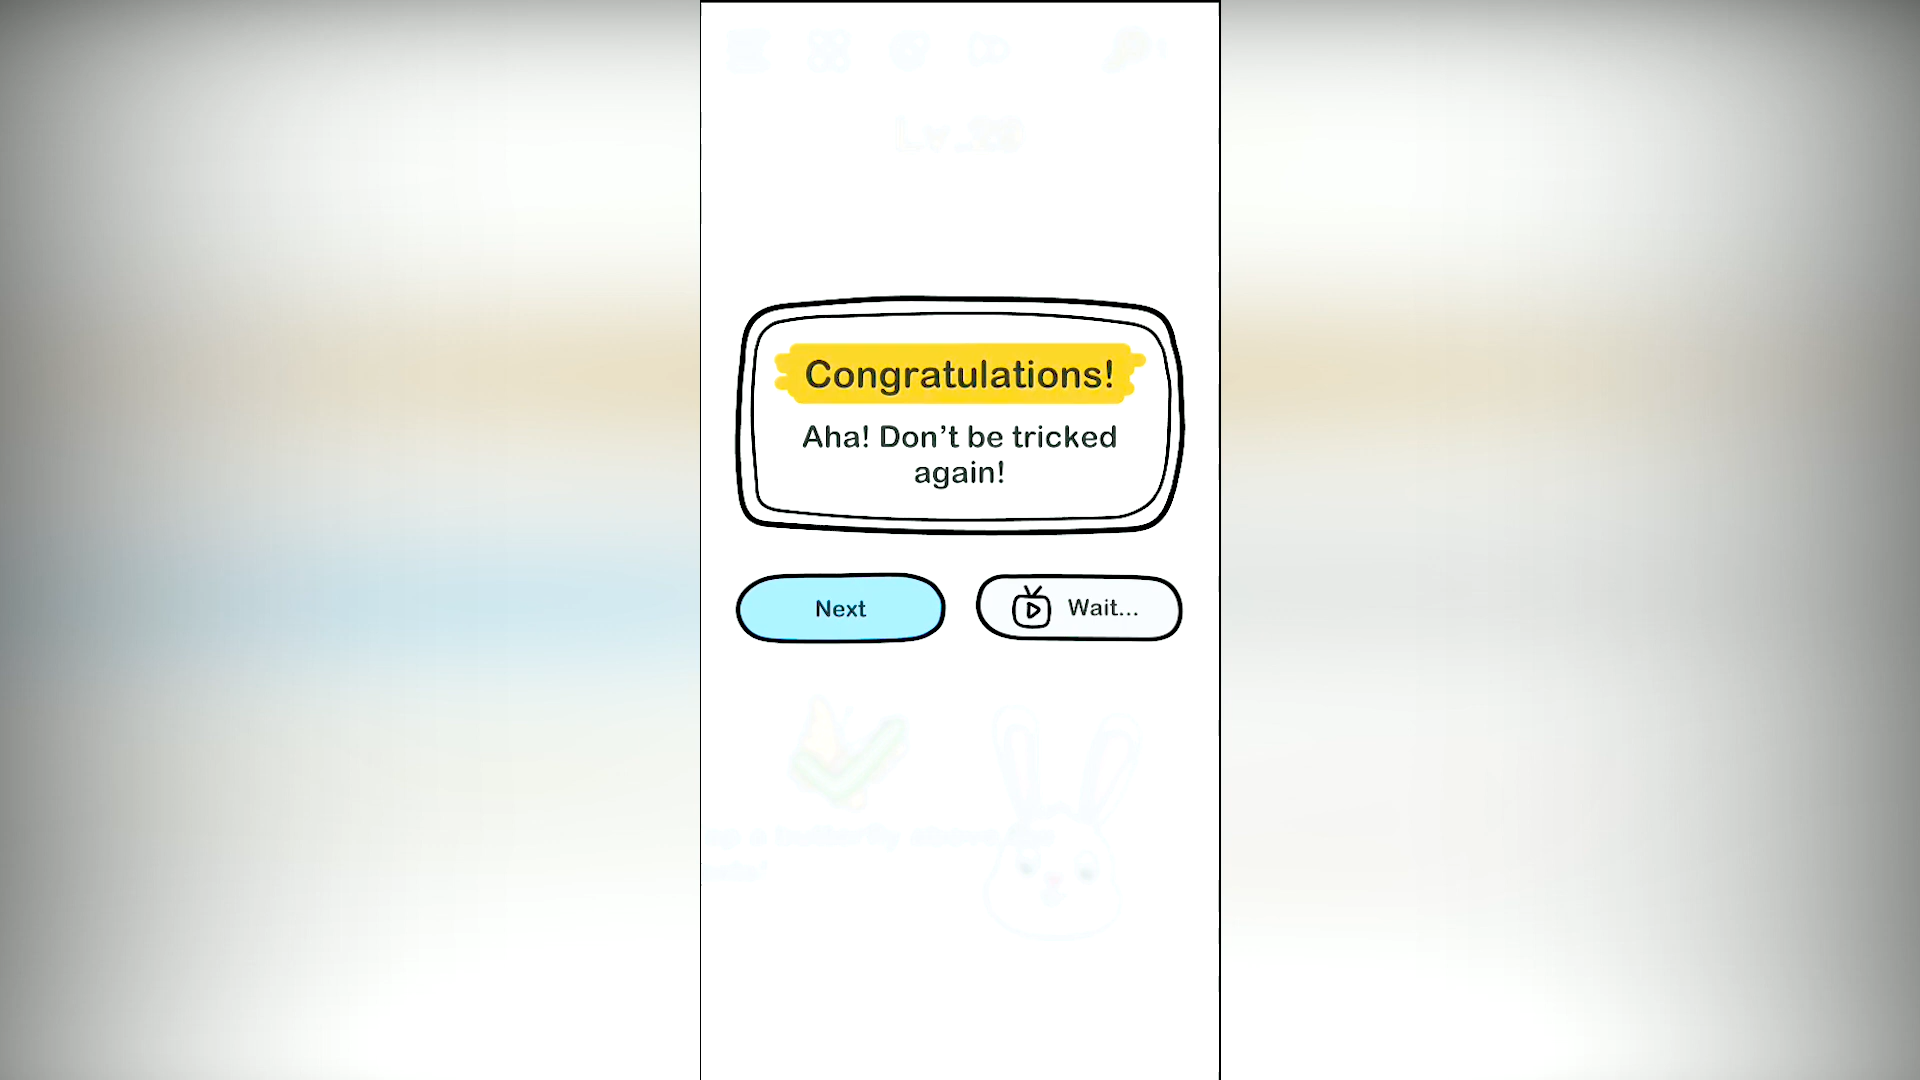 Congratulations!
Aha! Don’t be tricked
again!
Next
Wait...